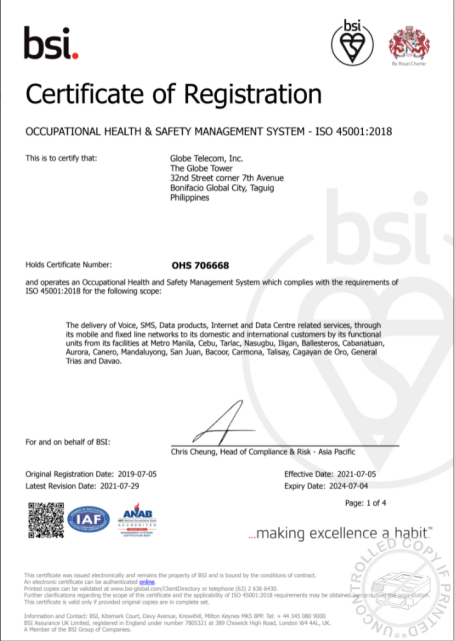 bsi.
bsi
By Royal Charter
Certificate of Registration
OCCUPATIONAL HEALTH & SAFETY MANAGEMENT SYSTEM - ISO 45001:2018
This is to certify that:
Globe Telecom, Inc.
The Globe Tower
32nd Street corner 7th Avenue
Bonifacio Global City, Taguig
Philippines
bsi
Holds Certificate Number: OHS 706668
and operates an Occupational Health and Safety Management System which complies with the requirements of
ISO 45001:2018 for the following scope:
The delivery of Voice, SMS, Data products, Internet and Data Centre related services, through
its mobile and fixed line networks to its domestic and international customers by its functional
units from its facilities at Metro Manila, Cebu, Tarlac, Nasugbu, Iligan, Ballesteros, Cabanatuan,
Aurora, Canero, Mandaluyong, San Juan, Bacoor, Carmona, Talisay, Cagayan de Oro, General
Trias and Davao.
For and on behalf of BSI:
Chris Cheung, Head of Compliance & Risk - Asia Pacific
Original Registration Date: 2019-07-05 Effective Date: 2021-07-05
Latest Revision Date: 2021-07-29 Expiry Date: 2024-07-04
Page: 1 of 4
IAF
ANAB
ACCREDITED
...making excellence a habit.™
UNCONTROLLED COPY IF PRINTED
This certificate was issued electronically and remains the property of BSI and is bound by the conditions of contract.
An electronic certificate can be authenticated online.
Printed copies can be validated at www.bsi-global.com/ClientDirectory or telephone (63) 2 636 6430.
Further clarifications regarding the scope of this certificate and the applicability of ISO 45001:2018 requirements may be obtained by consulting the organization.
This certificate is valid only if provided original copies are in complete set.
Information and Contact: BSI, Kitemark Court, Davy Avenue, Knowlhill, Milton Keynes MK5 8PP. Tel: + 44 345 080 9000
BSI Assurance UK Limited, registered in England under number 7805321 at 389 Chiswick High Road, London W4 4AL, UK.
A Member of the BSI Group of Companies.